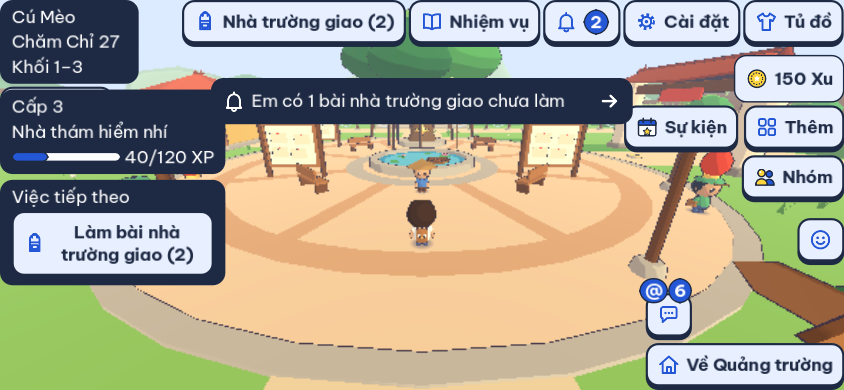 Cú Mèo
Chăm Chỉ 27
Khối 1–3
Nhà trường giao (2)
Nhiệm vụ
2
Cài đặt
Tủ đồ
150 Xu
Em có 1 bài nhà trường giao chưa làm
Cấp 3
Nhà thám hiểm nhí
40/120 XP
Sự kiện
Thêm
Nhóm
Việc tiếp theo
Làm bài nhà
trường giao (2)
@ 6
Về Quảng trường